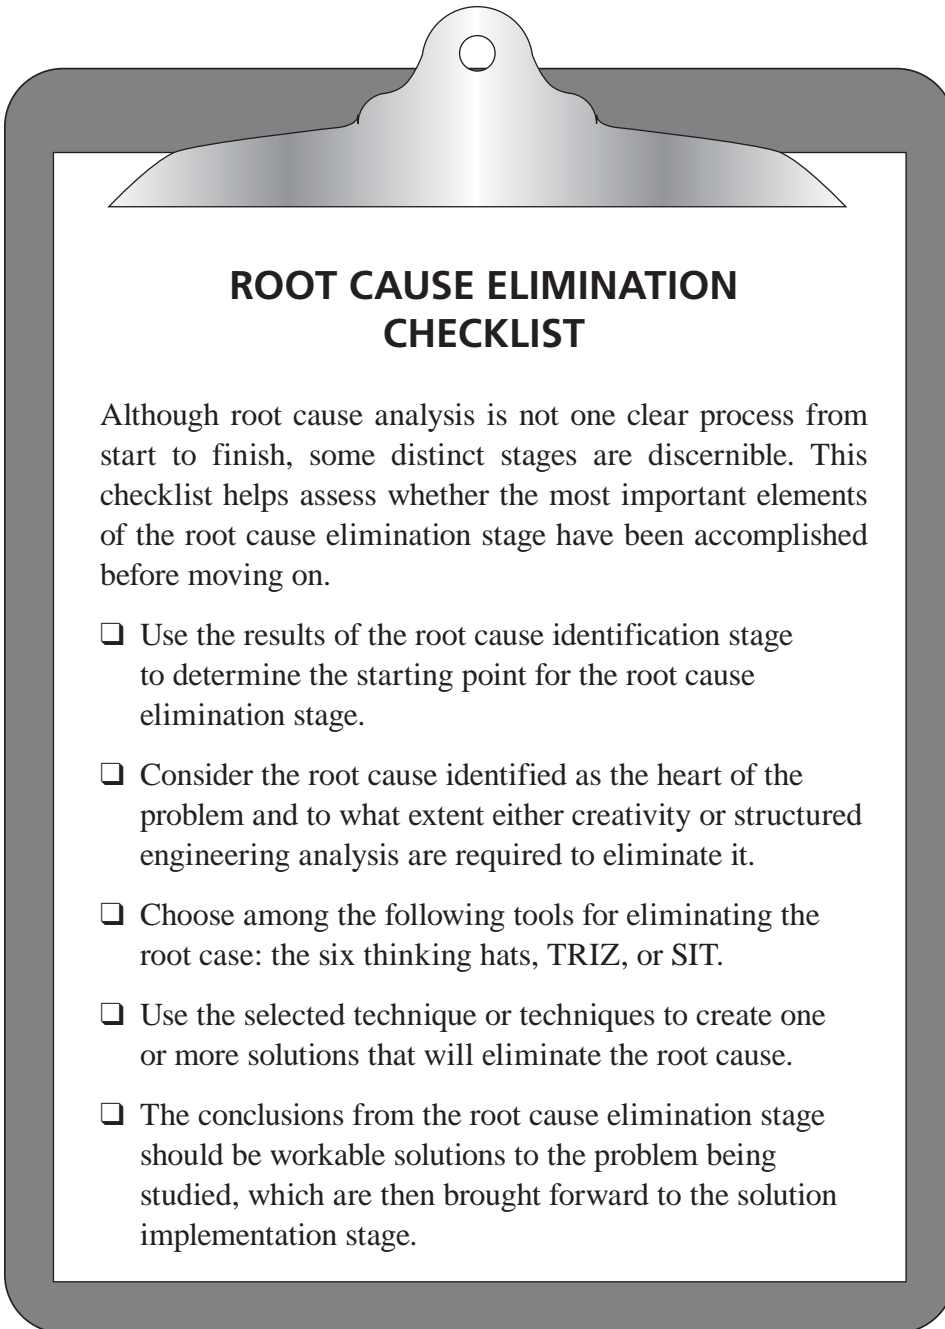 ROOT CAUSE ELIMINATION
CHECKLIST
Although root cause analysis is not one clear process from
start to finish, some distinct stages are discernible. This
checklist helps assess whether the most important elements
of the root cause elimination stage have been accomplished
before moving on.
❑ Use the results of the root cause identification stage
to determine the starting point for the root cause
elimination stage.
❑ Consider the root cause identified as the heart of the
problem and to what extent either creativity or structured
engineering analysis are required to eliminate it.
❑ Choose among the following tools for eliminating the
root case: the six thinking hats, TRIZ, or SIT.
❑ Use the selected technique or techniques to create one
or more solutions that will eliminate the root cause.
❑ The conclusions from the root cause elimination stage
should be workable solutions to the problem being
studied, which are then brought forward to the solution
implementation stage.